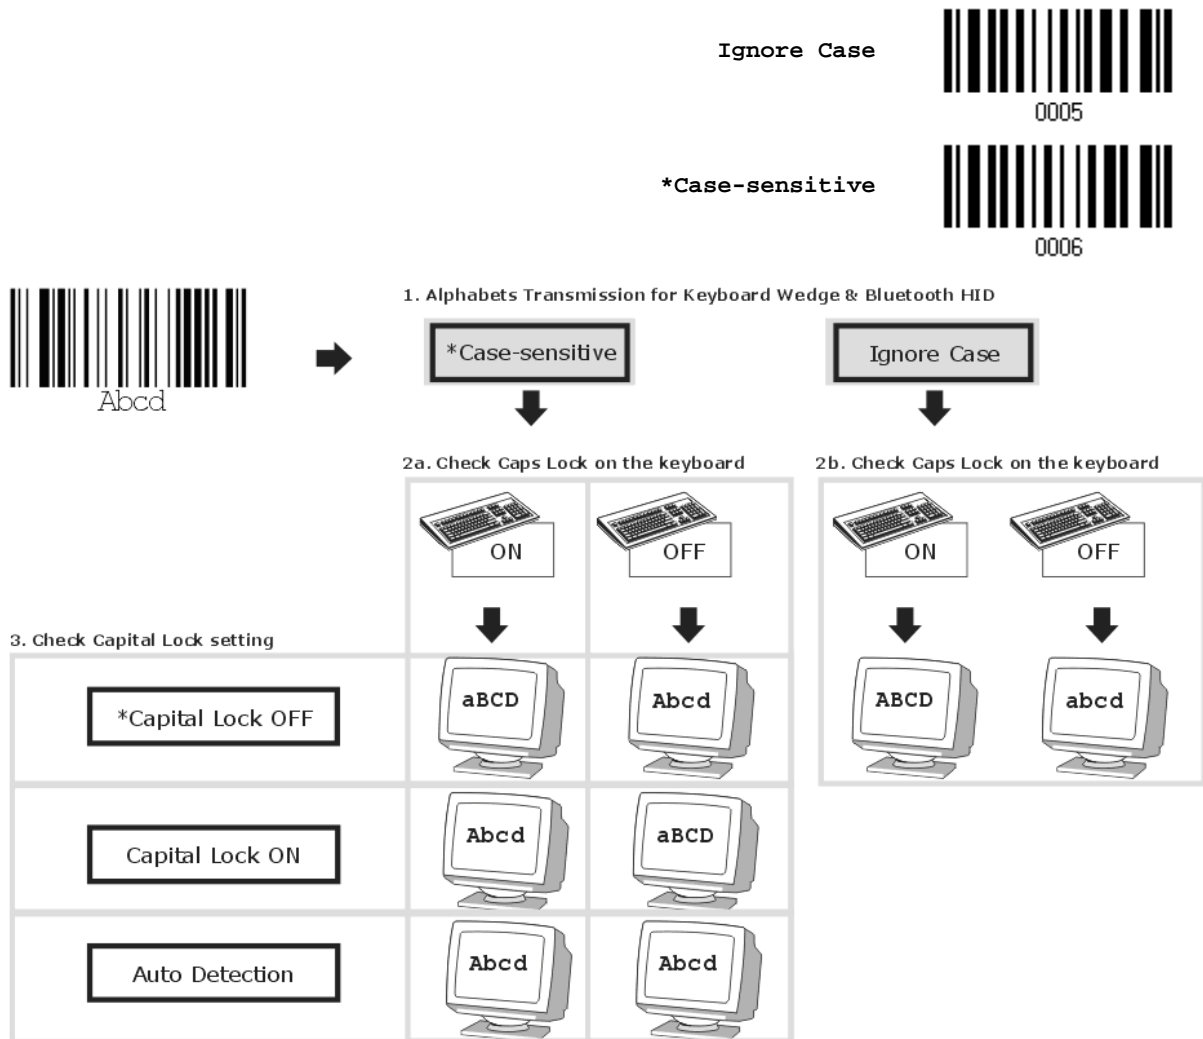 Ignore Case
0005
*Case-sensitive
0006
Abcd
1. Alphabets Transmission for Keyboard Wedge & Bluetooth HID
*Case-sensitive
Ignore Case
2a. Check Caps Lock on the keyboard
2b. Check Caps Lock on the keyboard
ON
OFF
ON
OFF
3. Check Capital Lock setting
*Capital Lock OFF
aBCD
Abcd
ABCD
abcd
Capital Lock ON
Abcd
aBCD
Auto Detection
Abcd
Abcd